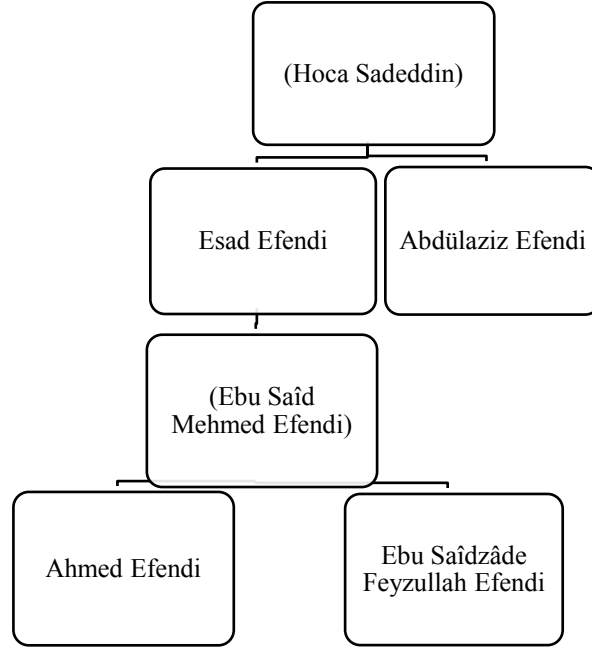 (Hoca Sadeddin)
Esad Efendi
Abdülaziz Efendi
(Ebu Saîd
Mehmed Efendi)
Ahmed Efendi
Ebu Saîdzâde
Feyzullah Efendi